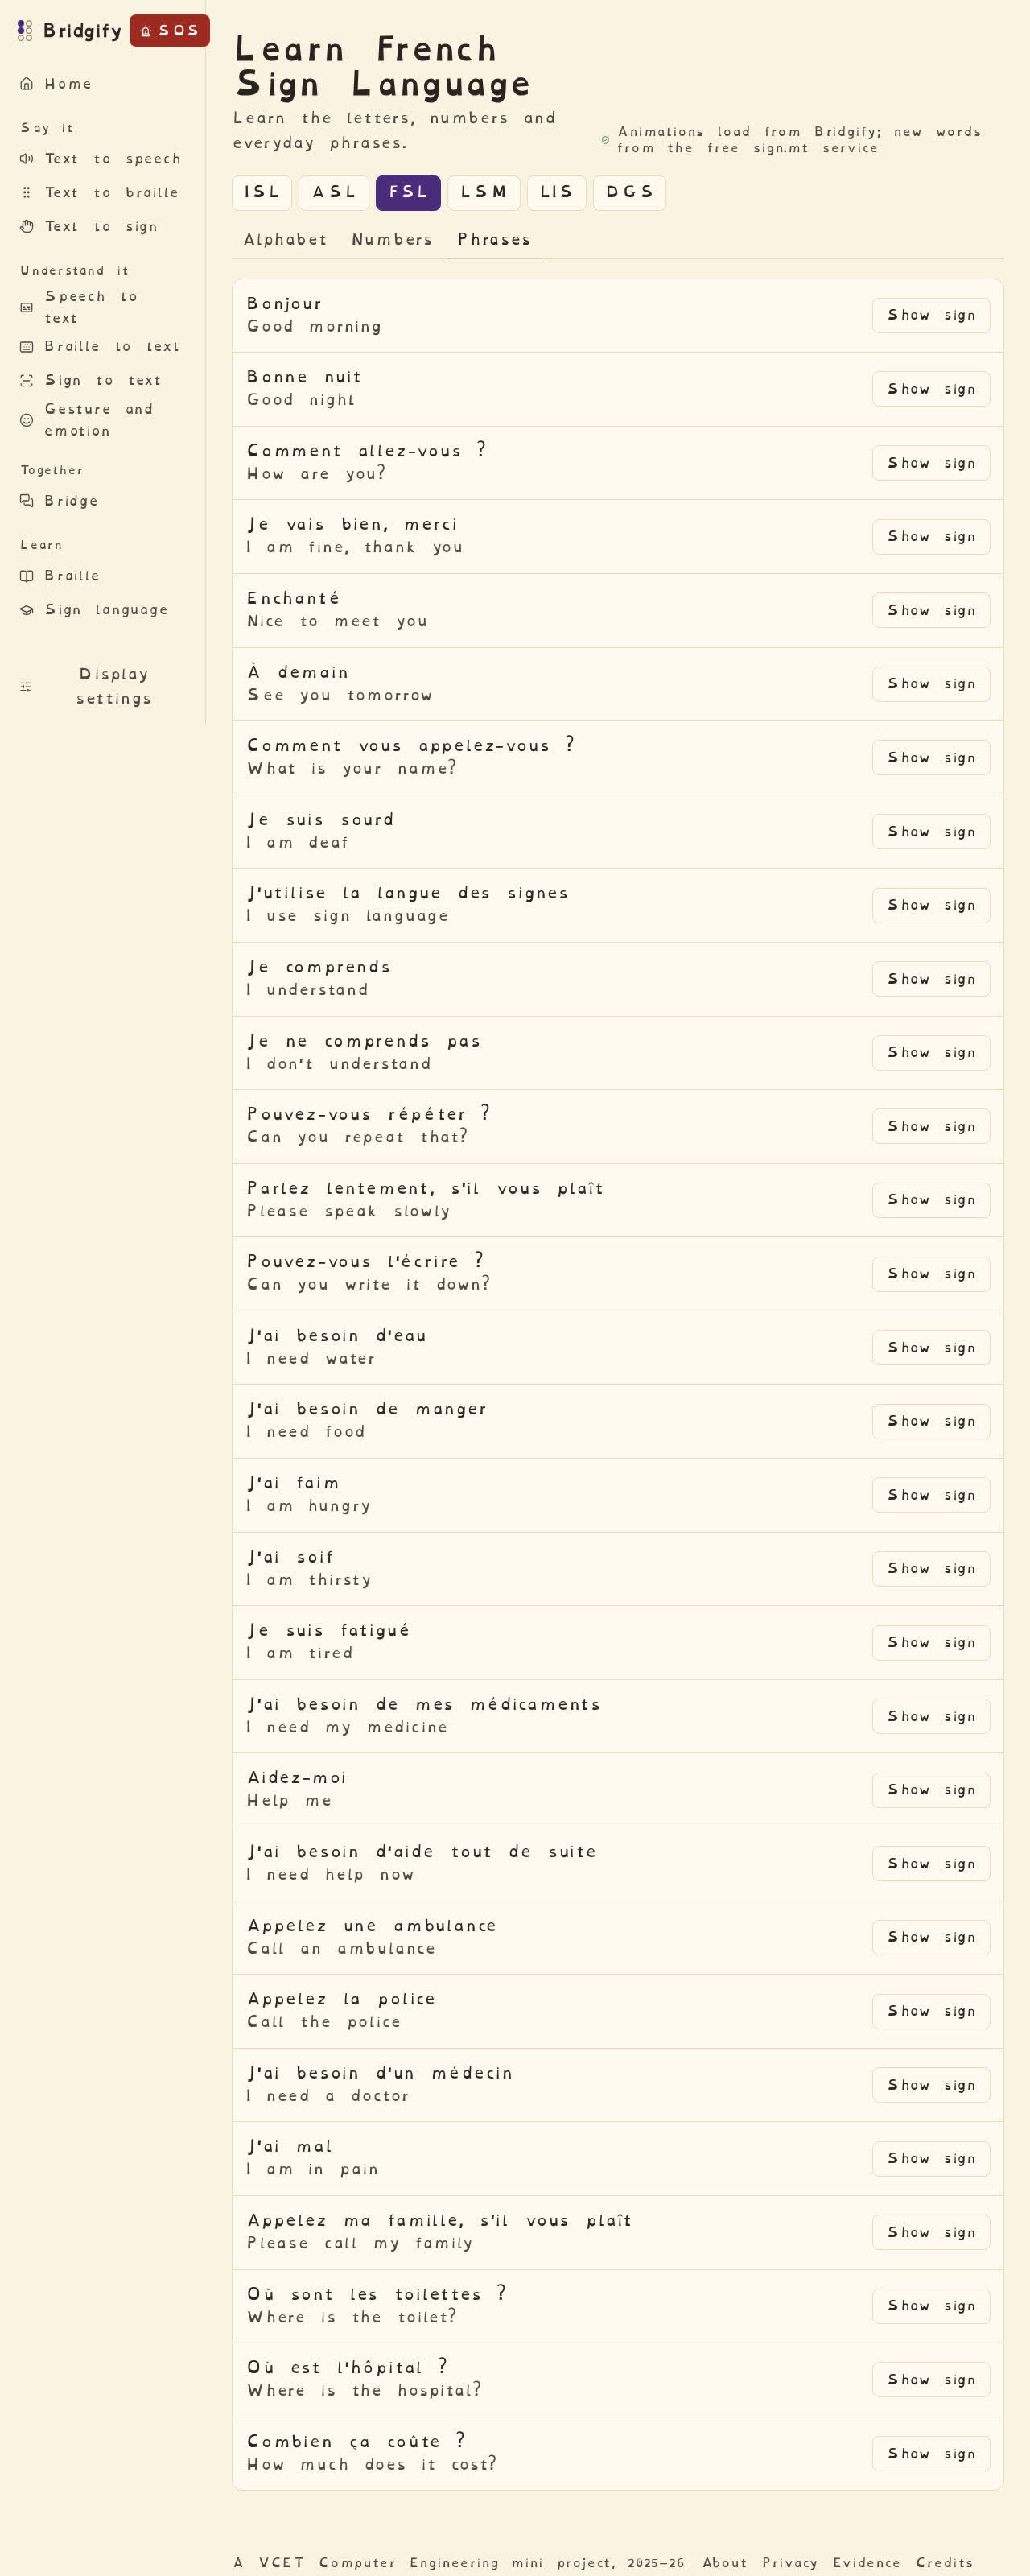 Bridgify
SOS
Home
Say it
Text to speech
Text to braille
Text to sign
Understand it
Speech to
text
Braille to text
Sign to text
Gesture and
emotion
Together
Bridge
Learn
Braille
Sign language
Display
settings
Learn French
Sign Language
Learn the letters, numbers and
everyday phrases.
Animations load from Bridgify; new words
from the free sign.mt service
ISL ASL FSL LSM LIS DGS
Alphabet Numbers Phrases
Bonjour
Good morning
Show sign
Bonne nuit
Good night
Show sign
Comment allez-vous ?
How are you?
Show sign
Je vais bien, merci
I am fine, thank you
Show sign
Enchanté
Nice to meet you
Show sign
À demain
See you tomorrow
Show sign
Comment vous appelez-vous ?
What is your name?
Show sign
Je suis sourd
I am deaf
Show sign
J'utilise la langue des signes
I use sign language
Show sign
Je comprends
I understand
Show sign
Je ne comprends pas
I don't understand
Show sign
Pouvez-vous répéter ?
Can you repeat that?
Show sign
Parlez lentement, s'il vous plaît
Please speak slowly
Show sign
Pouvez-vous l'écrire ?
Can you write it down?
Show sign
J'ai besoin d'eau
I need water
Show sign
J'ai besoin de manger
I need food
Show sign
J'ai faim
I am hungry
Show sign
J'ai soif
I am thirsty
Show sign
Je suis fatigué
I am tired
Show sign
J'ai besoin de mes médicaments
I need my medicine
Show sign
Aidez-moi
Help me
Show sign
J'ai besoin d'aide tout de suite
I need help now
Show sign
Appelez une ambulance
Call an ambulance
Show sign
Appelez la police
Call the police
Show sign
J'ai besoin d'un médecin
I need a doctor
Show sign
J'ai mal
I am in pain
Show sign
Appelez ma famille, s'il vous plaît
Please call my family
Show sign
Où sont les toilettes ?
Where is the toilet?
Show sign
Où est l'hôpital ?
Where is the hospital?
Show sign
Combien ça coûte ?
How much does it cost?
Show sign
A VCET Computer Engineering mini project, 2025–26 About Privacy Evidence Credits